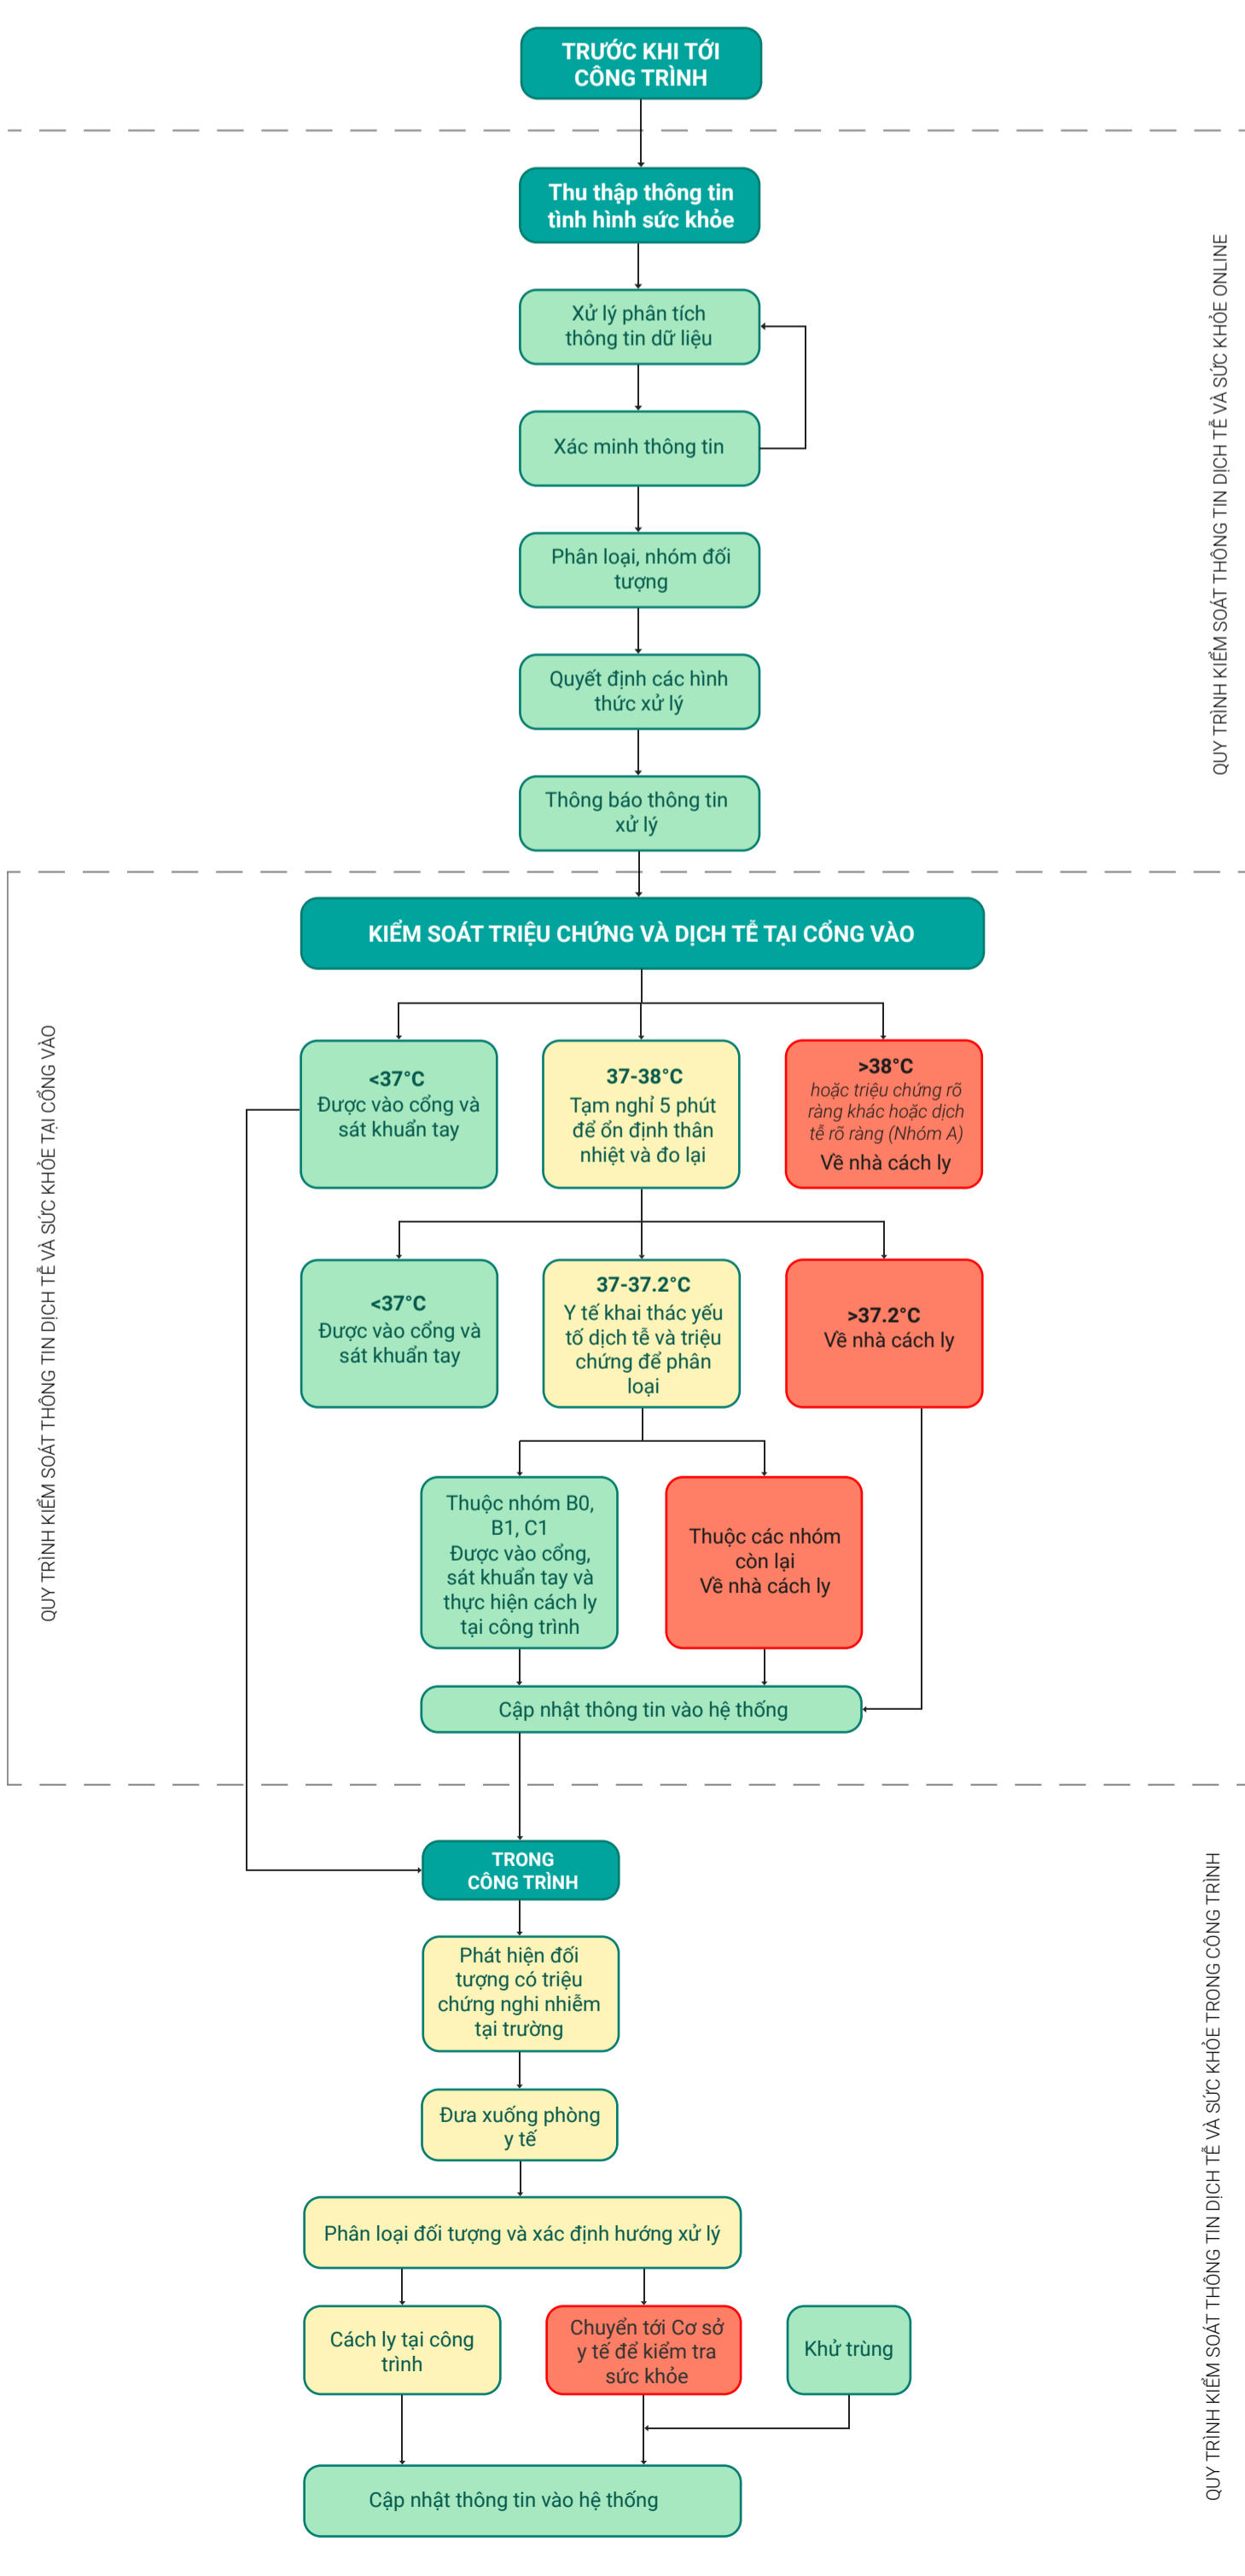 TRƯỚC KHI TỚI
CÔNG TRÌNH
Thu thập thông tin
tình hình sức khỏe
Xử lý phân tích
thông tin dữ liệu
Xác minh thông tin
Phân loại, nhóm đối
tượng
Quyết định các hình
thức xử lý
Thông báo thông tin
xử lý
QUY TRÌNH KIỂM SOÁT THÔNG TIN DỊCH TỄ VÀ SỨC KHỎE ONLINE
KIỂM SOÁT TRIỆU CHỨNG VÀ DỊCH TỄ TẠI CỔNG VÀO
<37°C
Được vào cổng và
sát khuẩn tay
37-38°C
Tạm nghỉ 5 phút
để ổn định thân
nhiệt và đo lại
>38°C
hoặc triệu chứng rõ
ràng khác hoặc dịch
tễ rõ ràng (Nhóm A)
Về nhà cách ly
<37°C
Được vào cổng và
sát khuẩn tay
37-37.2°C
Y tế khai thác yếu
tố dịch tễ và triệu
chứng để phân
loại
>37.2°C
Về nhà cách ly
Thuộc nhóm B0,
B1, C1
Được vào cổng,
sát khuẩn tay và
thực hiện cách ly
tại công trình
Thuộc các nhóm
còn lại
Về nhà cách ly
Cập nhật thông tin vào hệ thống
QUY TRÌNH KIỂM SOÁT THÔNG TIN DỊCH TỄ VÀ SỨC KHỎE TẠI CỔNG VÀO
TRONG
CÔNG TRÌNH
Phát hiện đối
tượng có triệu
chứng nghi nhiễm
tại trường
Đưa xuống phòng
y tế
Phân loại đối tượng và xác định hướng xử lý
Cách ly tại công
trình
Chuyển tới Cơ sở
y tế để kiểm tra
sức khỏe
Khử trùng
Cập nhật thông tin vào hệ thống
QUY TRÌNH KIỂM SOÁT THÔNG TIN DỊCH TỄ VÀ SỨC KHỎE TRONG CÔNG TRÌNH